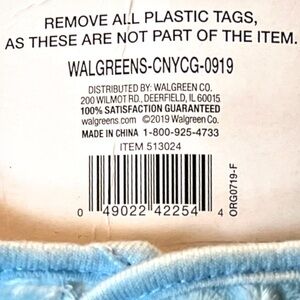 REMOVE ALL PLASTIC TAGS,
AS THESE ARE NOT PART OF THE ITEM.
WALGREENS-CNYCG-0919
DISTRIBUTED BY: WALGREEN CO.
200 WILMOT RD., DEERFIELD, IL 60015
100% SATISFACTION GUARANTEED
walgreens.com ©2019 Walgreen Co.
MADE IN CHINA 1-800-925-4733
ITEM 513024
0 49022 42254 4
ORG0719-F